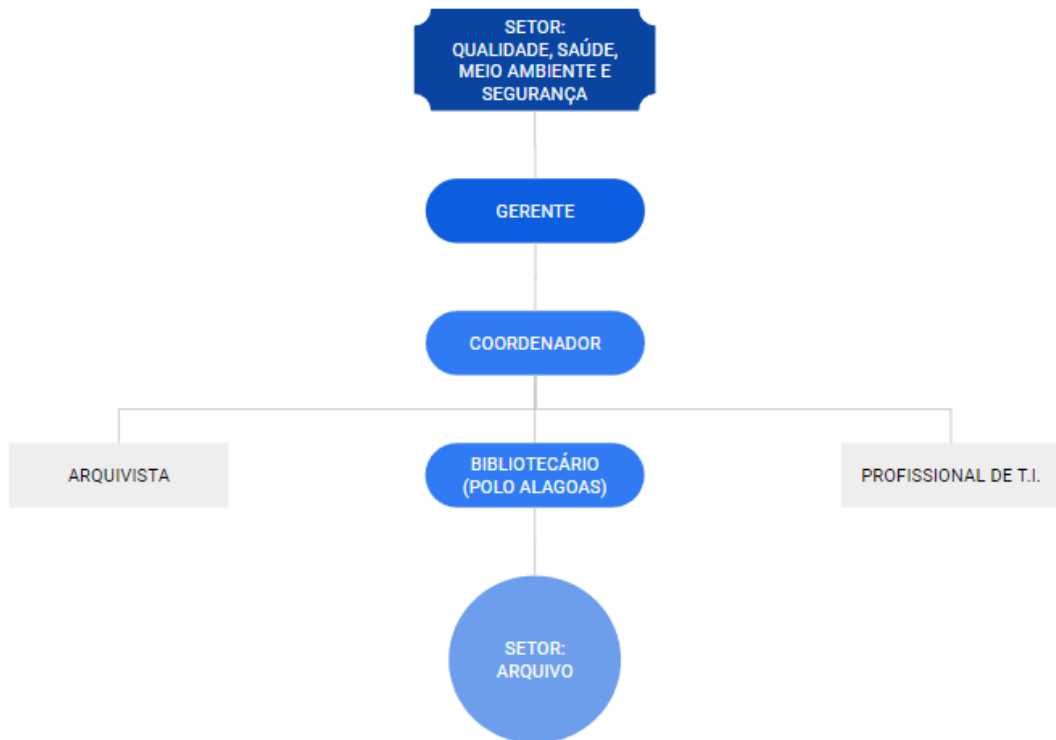 SETOR:
QUALIDADE, SAÚDE,
MEIO AMBIENTE E
SEGURANÇA
GERENTE
COORDENADOR
ARQUIVISTA
BIBLIOTECÁRIO
(POLO ALAGOAS)
PROFISSIONAL DE T.I.
SETOR:
ARQUIVO